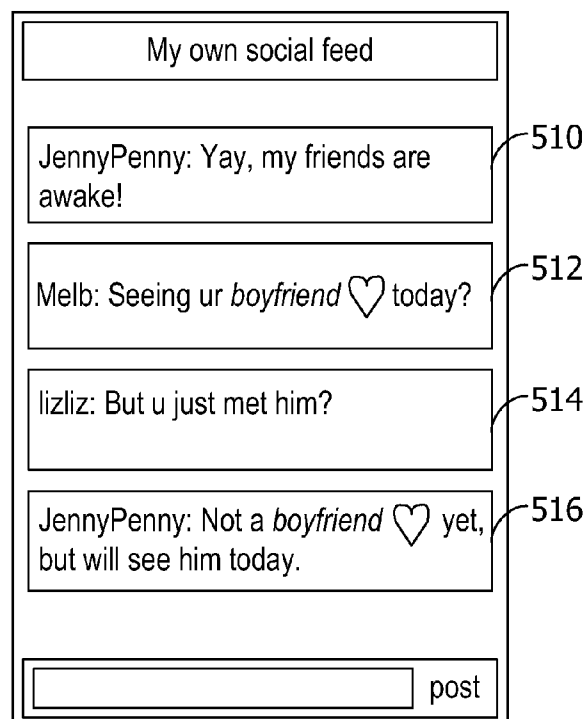 My own social feed
JennyPenny: Yay, my friends are
awake!
510
Melb: Seeing ur boyfriend ♡ today?
512
lizliz: But u just met him?
514
JennyPenny: Not a boyfriend ♡ yet,
but will see him today.
516
post